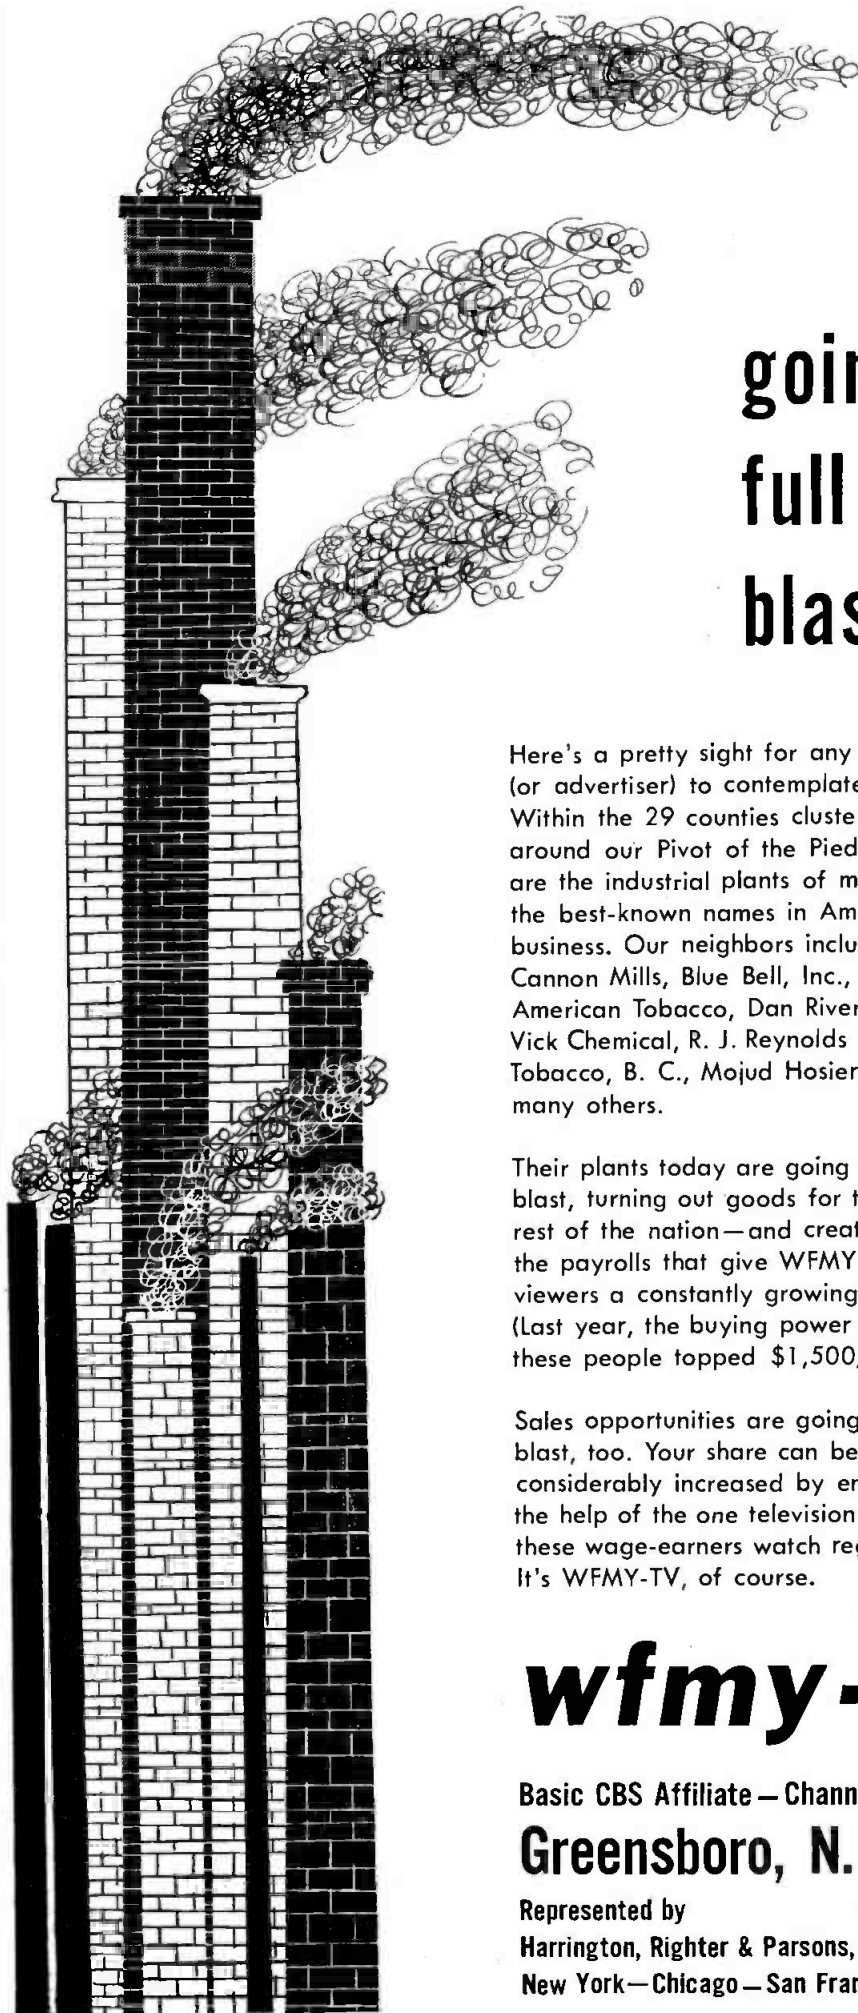 goin
full
blas
Here's a pretty sight for any
(or advertiser) to contemplate
Within the 29 counties cluste
around our Pivot of the Pied
are the industrial plants of m
the best-known names in Am
business. Our neighbors inclu
Cannon Mills, Blue Bell, Inc.,
American Tobacco, Dan River
Vick Chemical, R. J. Reynolds
Tobacco, B. C., Mojud Hosier
many others.
Their plants today are going
blast, turning out goods for t
rest of the nation—and creat
the payrolls that give WFMY
viewers a constantly growing
(Last year, the buying power
these people topped $1,500,
Sales opportunities are going
blast, too. Your share can be
considerably increased by en
the help of the one television
these wage-earners watch reg
It's WFMY-TV, of course.
wfmy-
Basic CBS Affiliate — Chann
Greensboro, N.
Represented by
Harrington, Righter & Parsons,
New York—Chicago—San Fran